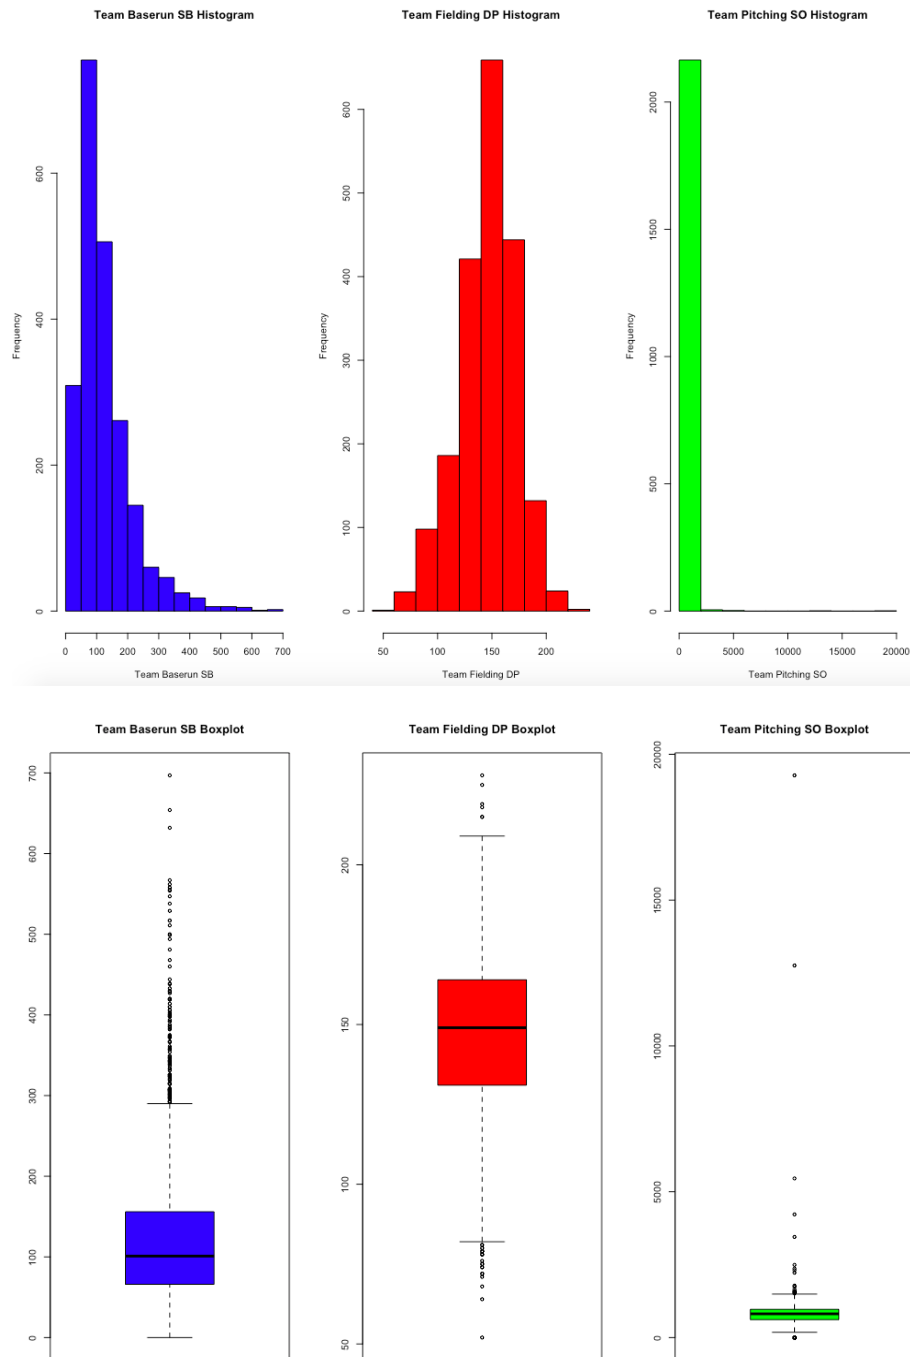 Team Baserun SB Histogram
Team Fielding DP Histogram
Team Pitching SO Histogram
Frequency
0
200
400
600
0 100 200 300 400 500 600 700
Team Baserun SB
Frequency
0
100
200
300
400
500
600
50 100 150 200
Team Fielding DP
Frequency
0
500
1000
1500
2000
0 5000 10000 15000 20000
Team Pitching SO
Team Baserun SB Boxplot
Team Fielding DP Boxplot
Team Pitching SO Boxplot
0
100
200
300
400
500
600
700
50
100
150
200
0
5000
10000
15000
20000